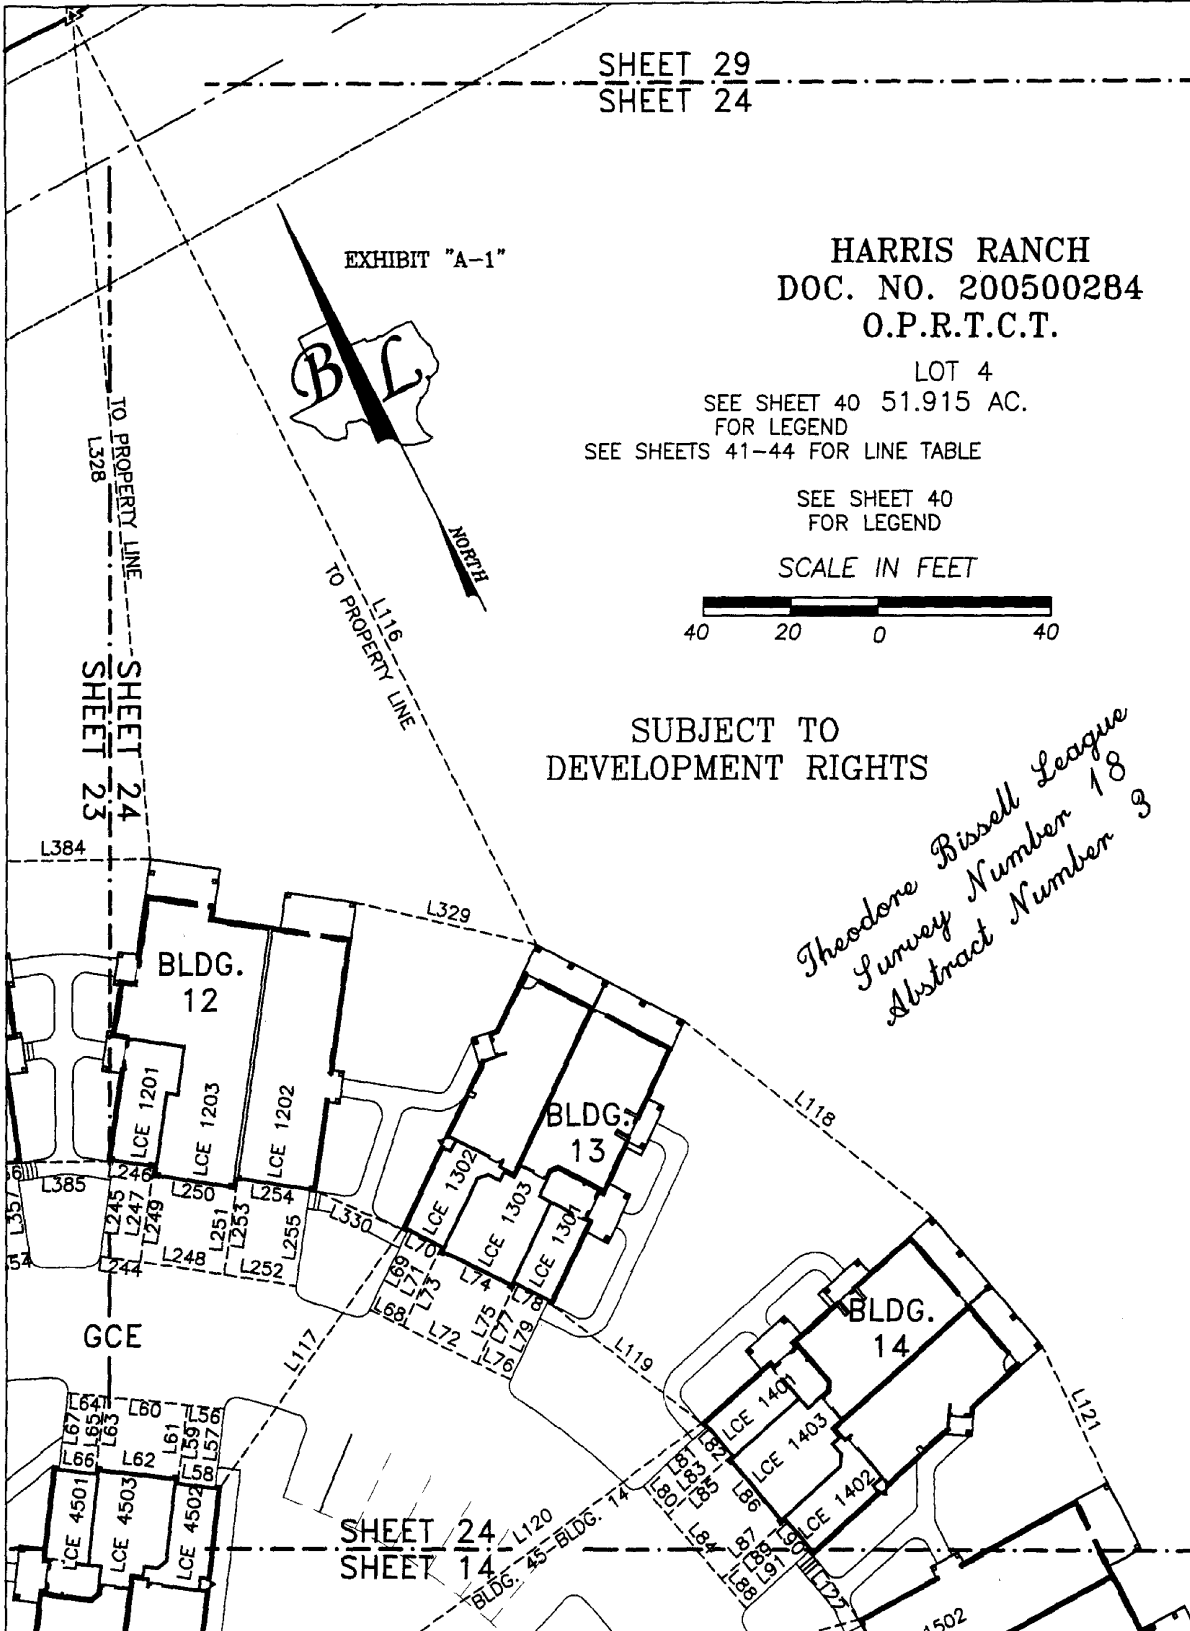 SHEET 29
SHEET 24
EXHIBIT "A-1"
HARRIS RANCH
DOC. NO. 200500284
O.P.R.T.C.T.
LOT 4
SEE SHEET 40 51.915 AC.
FOR LEGEND
SEE SHEETS 41-44 FOR LINE TABLE
SEE SHEET 40
FOR LEGEND
SCALE IN FEET
40 20 0 40
B L
NORTH
TO PROPERTY LINE
L328
L116
TO PROPERTY LINE
SHEET 24
SHEET 23
SUBJECT TO
DEVELOPMENT RIGHTS
Theodore Bissell League
Survey Number 18
Abstract Number 3
L384
L329
BLDG.
12
LCE 1201
LCE 1203
LCE 1202
BLDG.
13
LCE 1302
LCE 1303
LCE 1301
L118
L385
L246
L250
L254
L330
L357
L245
L247
L249
L251
L253
L255
L244
L248
L252
L70
L74
L78
L69
L71
L73
L75
L77
L79
L68
L72
L76
GCE
L117
L119
BLDG.
14
LCE 1401
LCE 1403
LCE 1402
L121
L64
L60
L56
L67
L65
L63
L61
L59
L57
L66
L62
L58
LCE 4501
LCE 4503
LCE 4502
L82
L81
L83
L85
L80
L86
L84
L87
L89
L90
L91
L88
L120
BLDG. 45-BLDG. 14
SHEET 24
SHEET 14
L122
1502